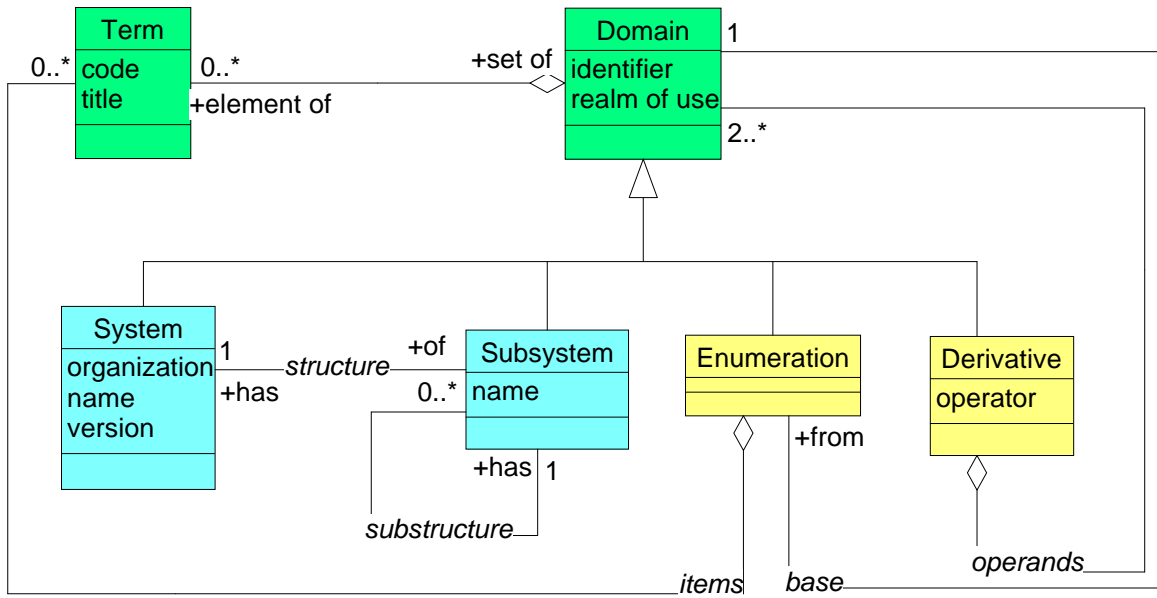 Term
Domain
1
0..*
code
title
0..*
+element of
+set of
identifier
realm of use
2..*
System
organization
name
version
1
+has
structure
+of
0..*
Subsystem
name
+has
1
substructure
Enumeration
+from
Derivative
operator
operands
items
base